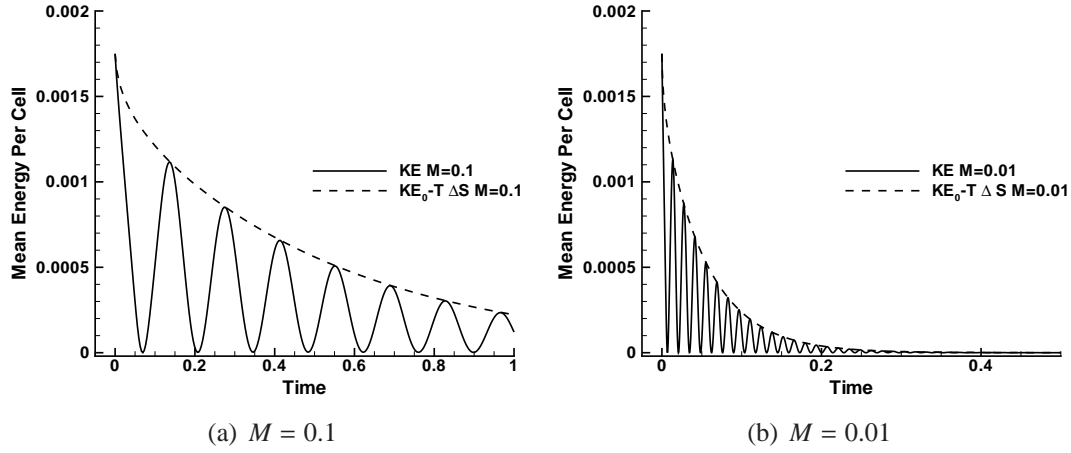 Mean Energy Per Cell
0.002
0.0015
0.001
0.0005
0
0 0.2 0.4 0.6 0.8 1
Time
KE M=0.1
KE₀-T Δ S M=0.1
(a) M = 0.1
Mean Energy Per Cell
0.002
0.0015
0.001
0.0005
0
0 0.2 0.4
Time
KE M=0.01
KE₀-T Δ S M=0.01
(b) M = 0.01